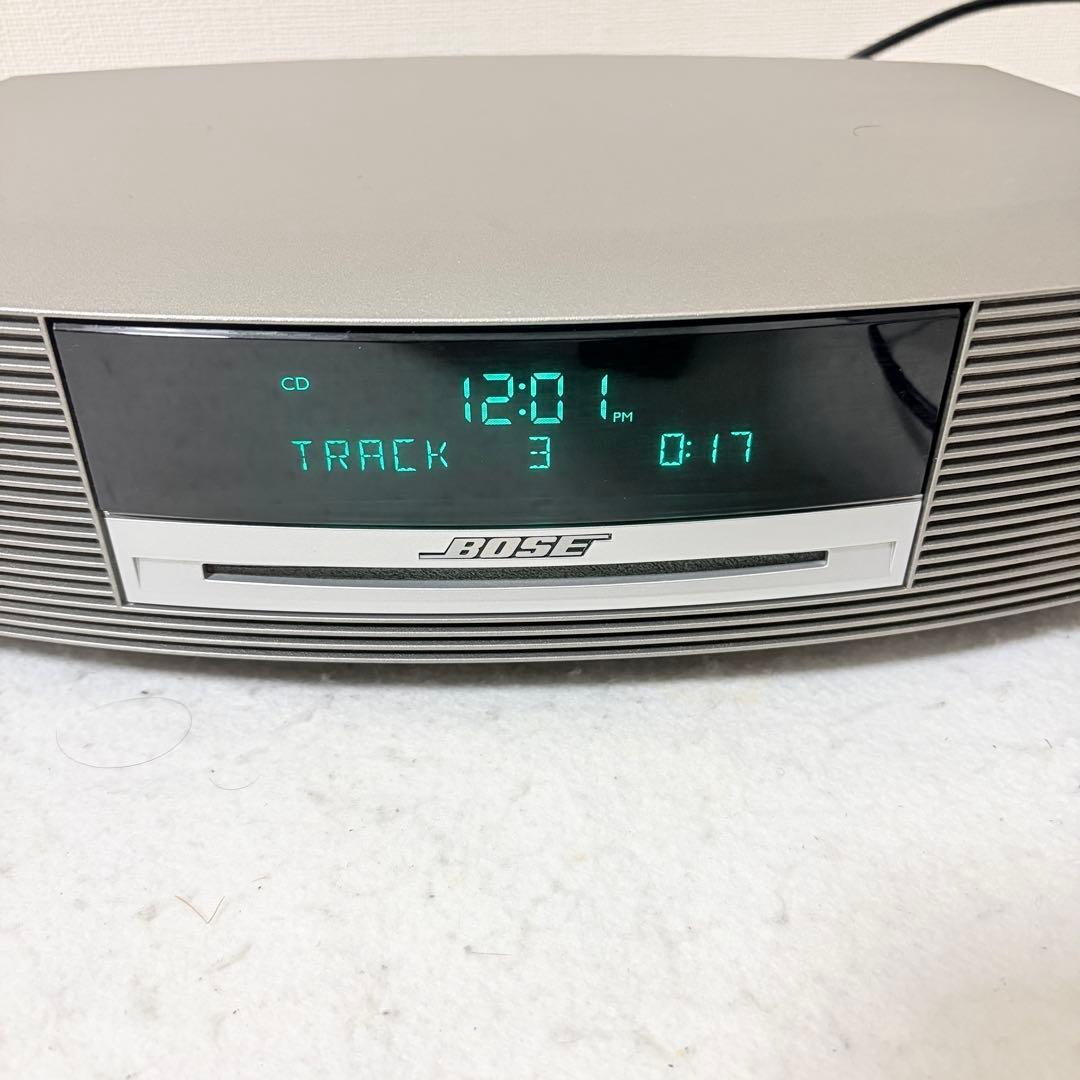 CD 12:01 PM
TRACK 3 0:17
BOSE